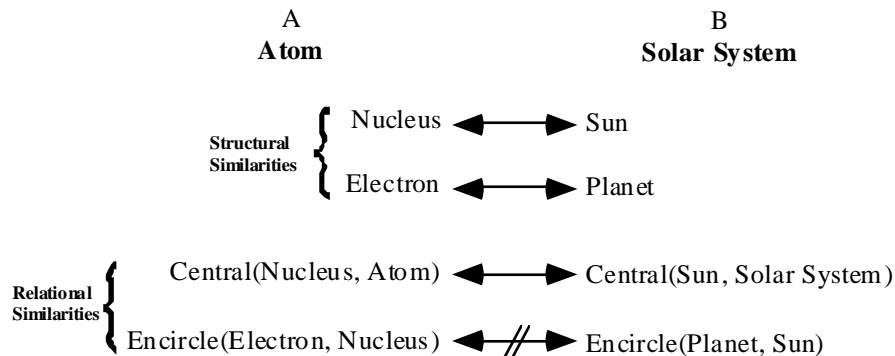 A B
Atom Solar System
Nucleus Sun
Structural
Similarities
Electron Planet
Central(Nucleus, Atom) Central(Sun, Solar System)
Relational
Similarities
Encircle(Electron, Nucleus) Encircle(Planet, Sun)